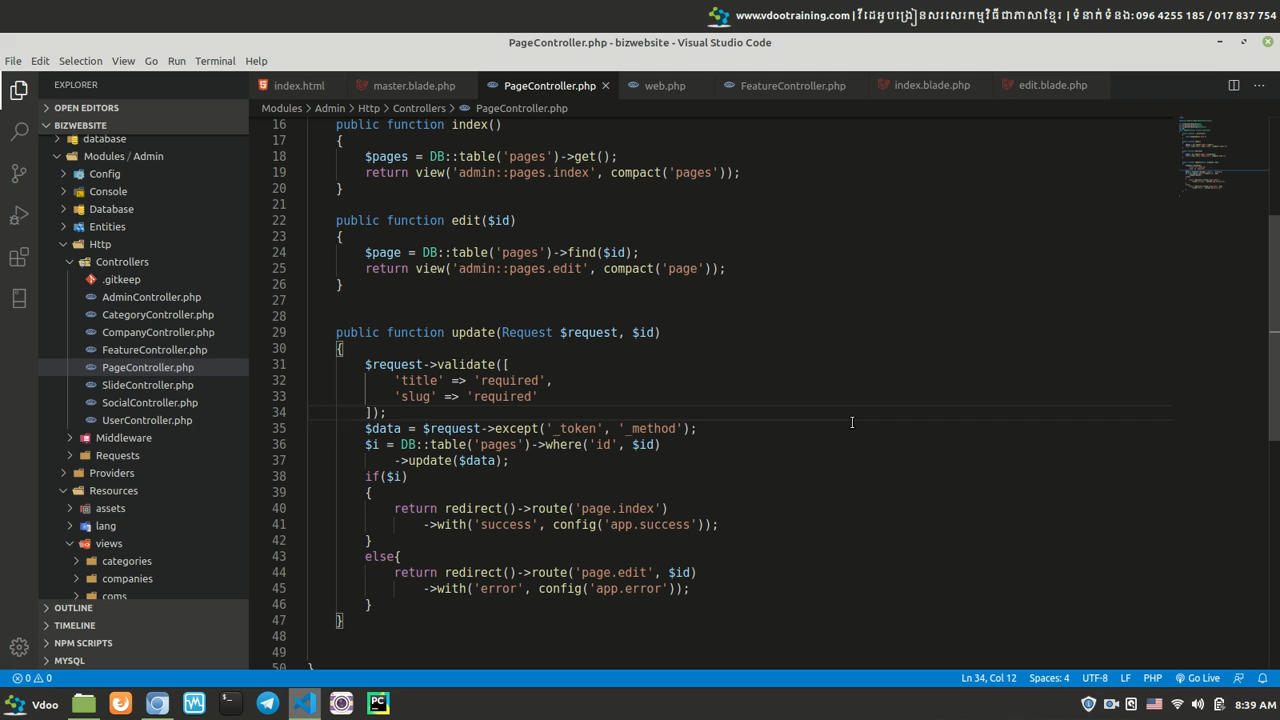 www.vdootraining.com | វីដេអូបង្រៀនសរសេរកម្មវិធីជាភាសាខ្មែរ | ទំនាក់ទំនង: 096 4255 185 / 017 837 754
PageController.php - bizwebsite - Visual Studio Code
File Edit Selection View Go Run Terminal Help
EXPLORER
index.html master.blade.php PageController.php web.php FeatureController.php index.blade.php edit.blade.php
OPEN EDITORS
BIZWEBSITE
database
Modules / Admin
Config
Console
Database
Entities
Http
Controllers
.gitkeep
AdminController.php
CategoryController.php
CompanyController.php
FeatureController.php
PageController.php
SlideController.php
SocialController.php
UserController.php
Middleware
Requests
Providers
Resources
assets
lang
views
categories
companies
coms
OUTLINE
TIMELINE
NPM SCRIPTS
MYSQL
Modules > Admin > Http > Controllers > PageController.php
16 public function index()
17 {
18 $pages = DB::table('pages')->get();
19 return view('admin::pages.index', compact('pages'));
20 }
21
22 public function edit($id)
23 {
24 $page = DB::table('pages')->find($id);
25 return view('admin::pages.edit', compact('page'));
26 }
27
28
29 public function update(Request $request, $id)
30 {
31 $request->validate([
32 'title' => 'required',
33 'slug' => 'required'
34 ]);
35 $data = $request->except('_token', '_method');
36 $i = DB::table('pages')->where('id', $id)
37 ->update($data);
38 if($i)
39 {
40 return redirect()->route('page.index')
41 ->with('success', config('app.success'));
42 }
43 else{
44 return redirect()->route('page.edit', $id)
45 ->with('error', config('app.error'));
46 }
47 }
48
49
50 }
0 0 Ln 34, Col 12 Spaces: 4 UTF-8 LF PHP Go Live
Vdoo 8:39 AM